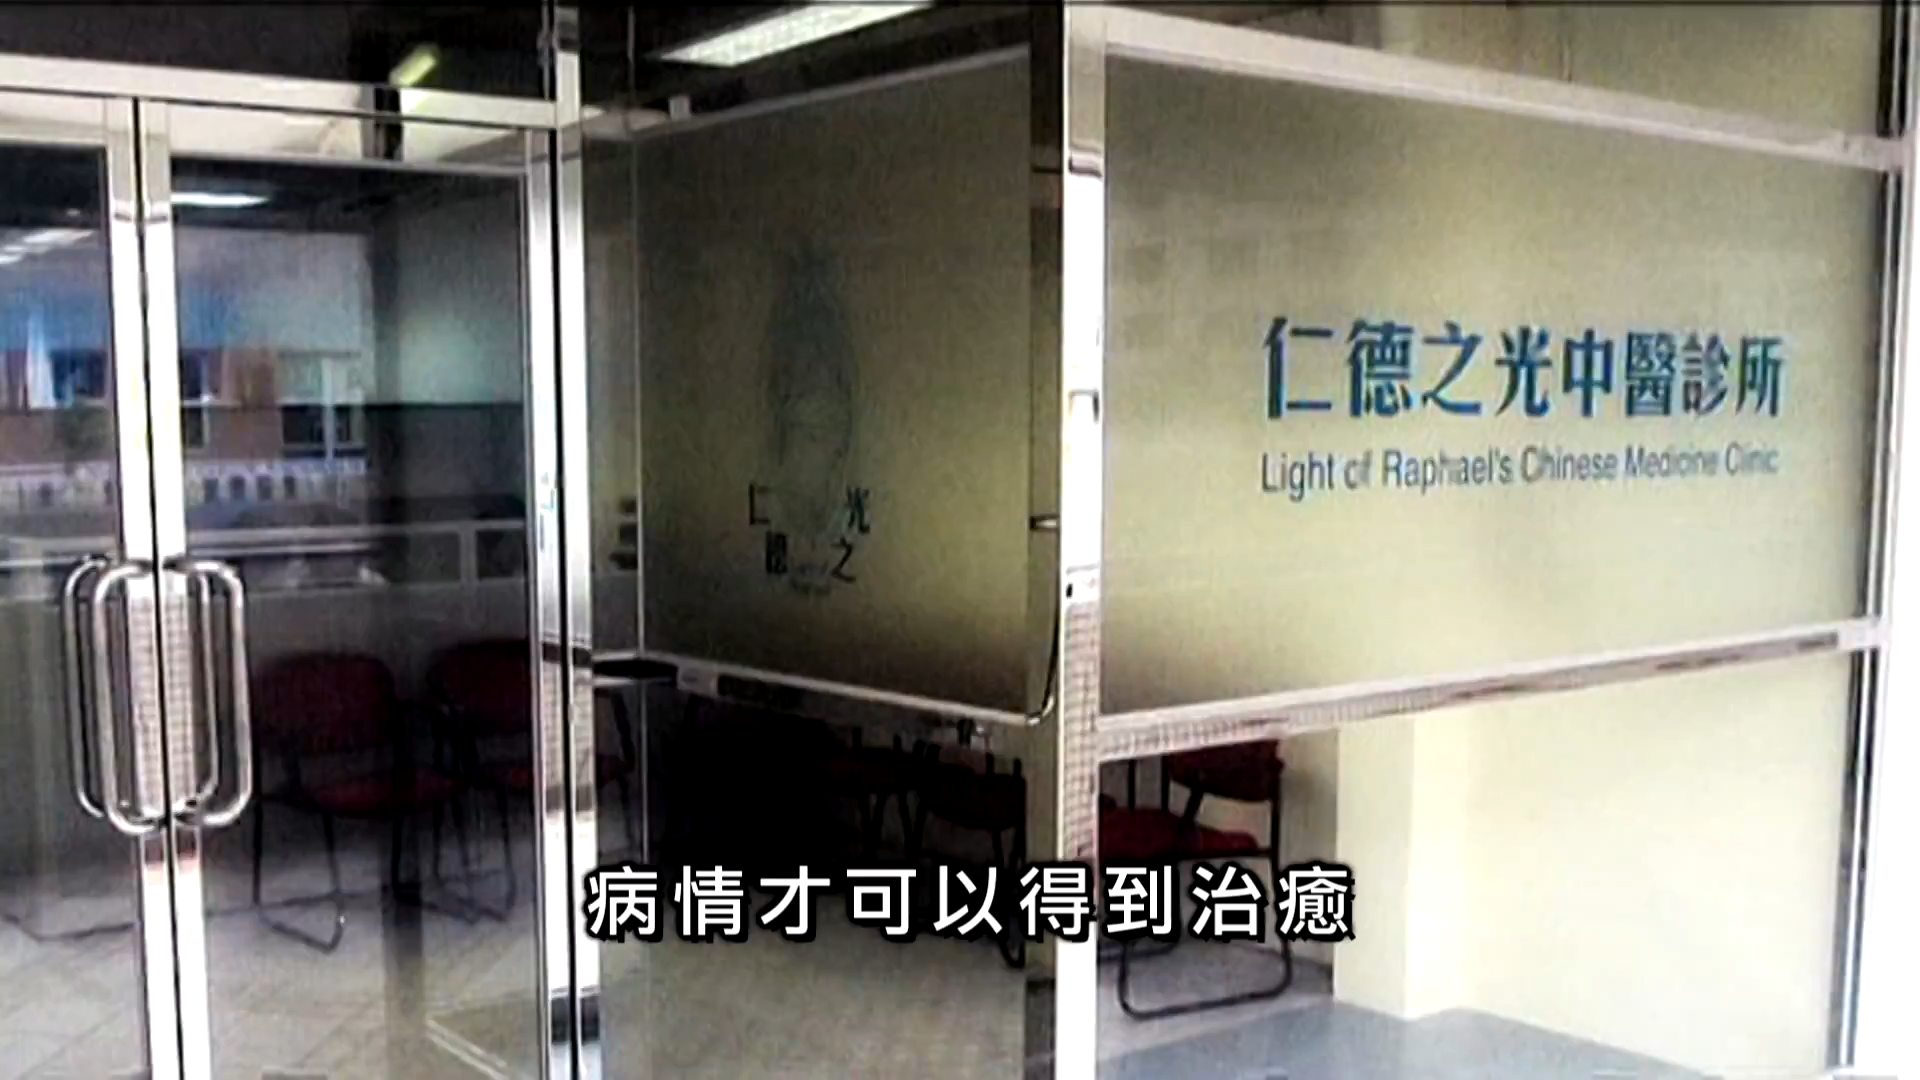 仁德之光中醫診所
Light of Raphael's Chinese Medicine Clinic
仁 光
德 之
病情才可以得到治癒